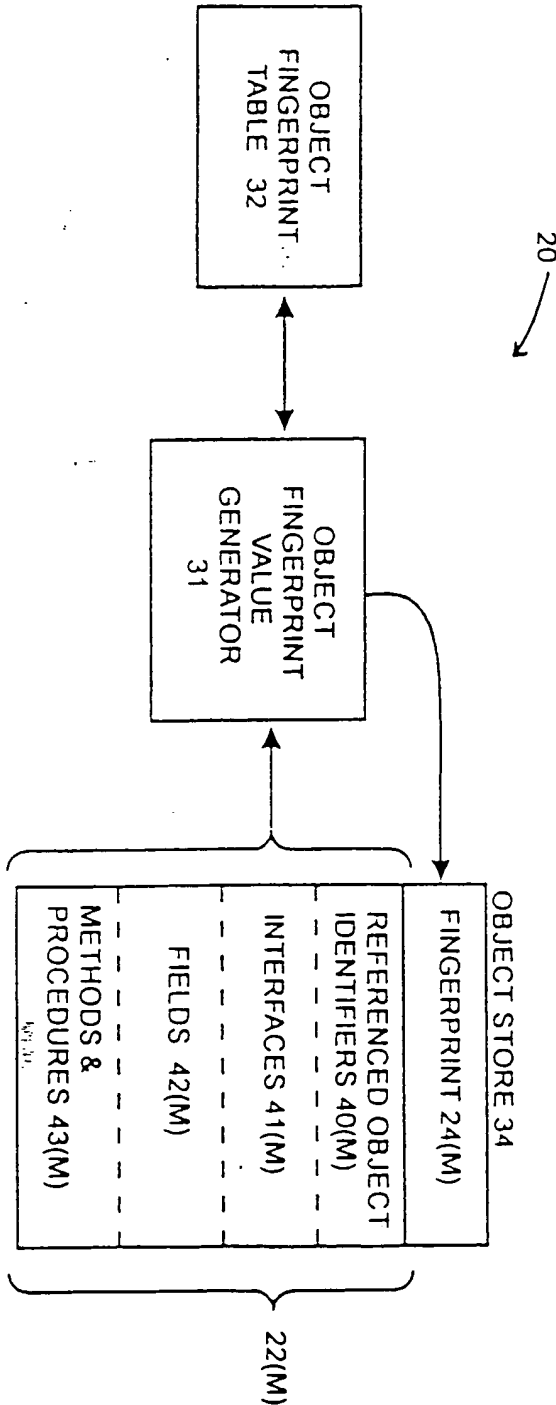 20
OBJECT
FINGERPRINT
TABLE 32
OBJECT
FINGERPRINT
VALUE
GENERATOR
31
OBJECT STORE 34
FINGERPRINT 24(M)
REFERENCED OBJECT
IDENTIFIERS 40(M)
INTERFACES 41(M)
FIELDS 42(M)
METHODS &
PROCEDURES 43(M)
22(M)